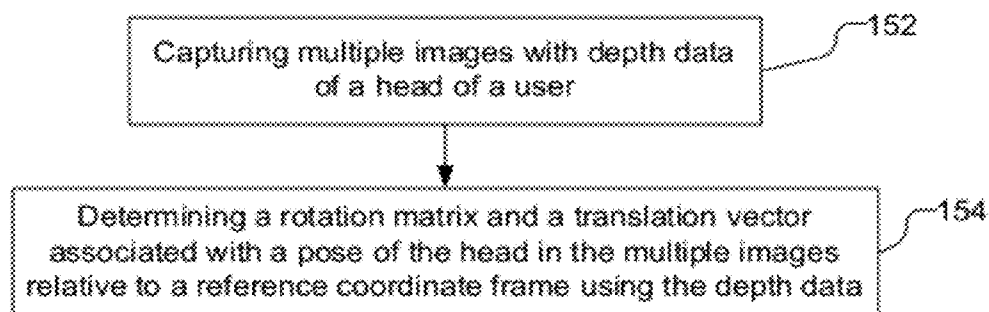 Capturing multiple images with depth data
of a head of a user
152
Determining a rotation matrix and a translation vector
associated with a pose of the head in the multiple images
relative to a reference coordinate frame using the depth data
154